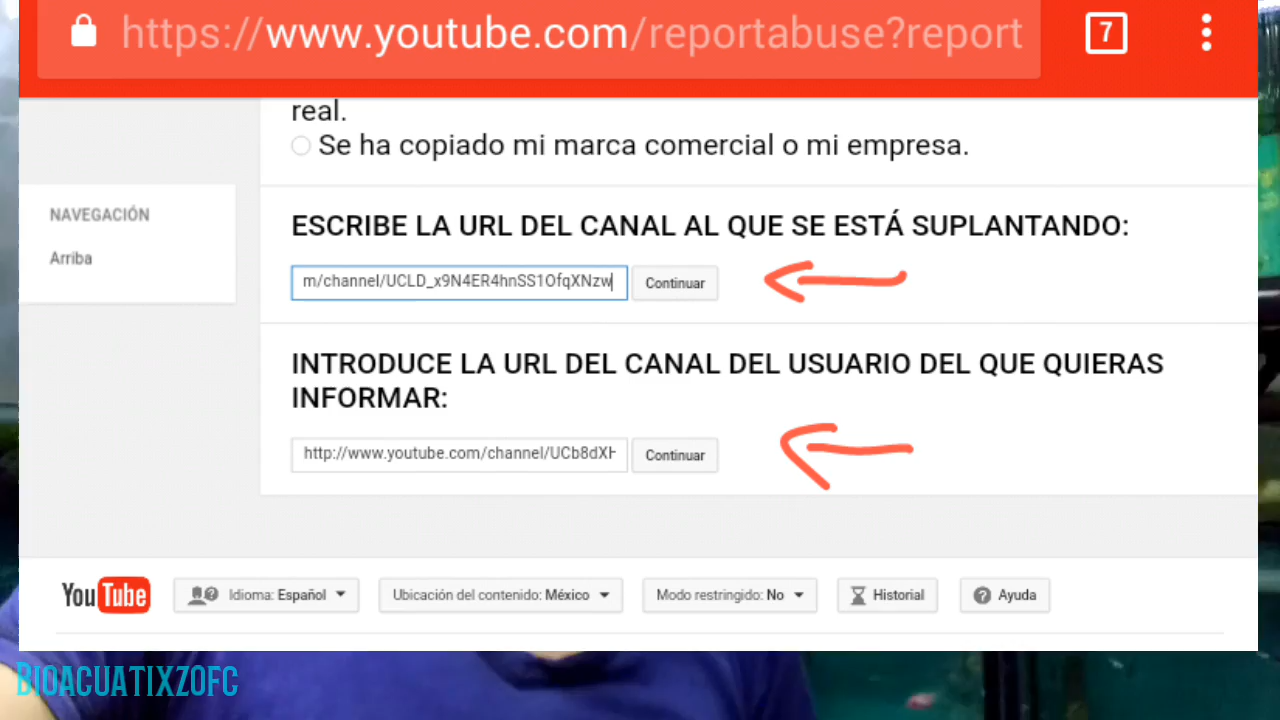 https://www.youtube.com/reportabuse?report
7
real.
Se ha copiado mi marca comercial o mi empresa.
NAVEGACIÓN
Arriba
ESCRIBE LA URL DEL CANAL AL QUE SE ESTÁ SUPLANTANDO:
m/channel/UCLD_x9N4ER4hnSS1OfqXNzw
Continuar
INTRODUCE LA URL DEL CANAL DEL USUARIO DEL QUE QUIERAS
INFORMAR:
http://www.youtube.com/channel/UCb8dXH
Continuar
YouTube
Idioma: Español
Ubicación del contenido: México
Modo restringido: No
Historial
Ayuda
BIOACUATIXZOFC